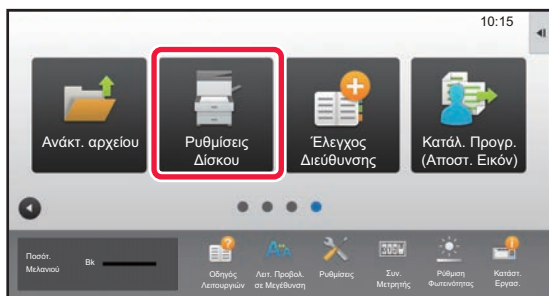 10:15
Ανάκτ. αρχείου
Ρυθμίσεις
Δίσκου
Έλεγχος
Διεύθυνσης
Κατάλ. Προγρ.
(Αποστ. Εικόν)
Ποσότ.
Μελανιού
Bk
Οδηγός
Λειτουργιών
Λειτ. Προβολ.
σε Μεγέθυνση
Ρυθμίσεις
Συν.
Μετρητής
Ρύθμιση
Φωτεινότητας
Κατάστ.
Εργασ.